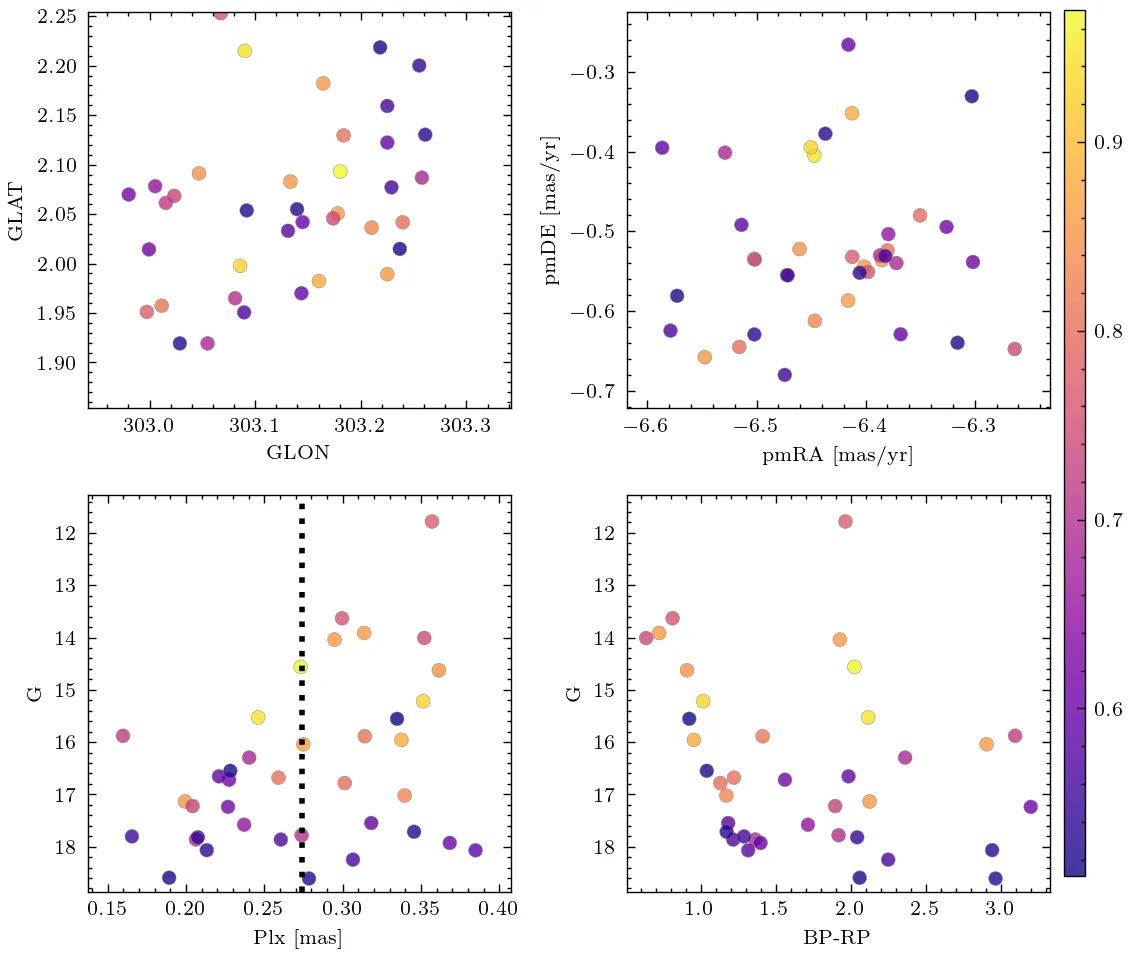 2.25
2.20
2.15
2.10
2.05
2.00
1.95
1.90
GLAT
303.0 303.1 303.2 303.3
GLON
−0.3
−0.4
−0.5
−0.6
−0.7
pmDE [mas/yr]
−6.6 −6.5 −6.4 −6.3
pmRA [mas/yr]
0.9
0.8
0.7
0.6
12
13
14
15
16
17
18
G
0.15 0.20 0.25 0.30 0.35 0.40
Plx [mas]
12
13
14
15
16
17
18
G
1.0 1.5 2.0 2.5 3.0
BP-RP